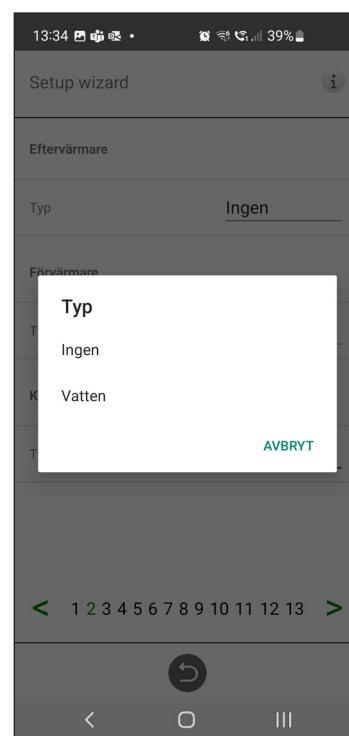 13:34 39%
Setup wizard i
Eftervärmare
Typ Ingen
Förvärmare
Typ
Ingen
Vatten
AVBRYT
< 1 2 3 4 5 6 7 8 9 10 11 12 13 >